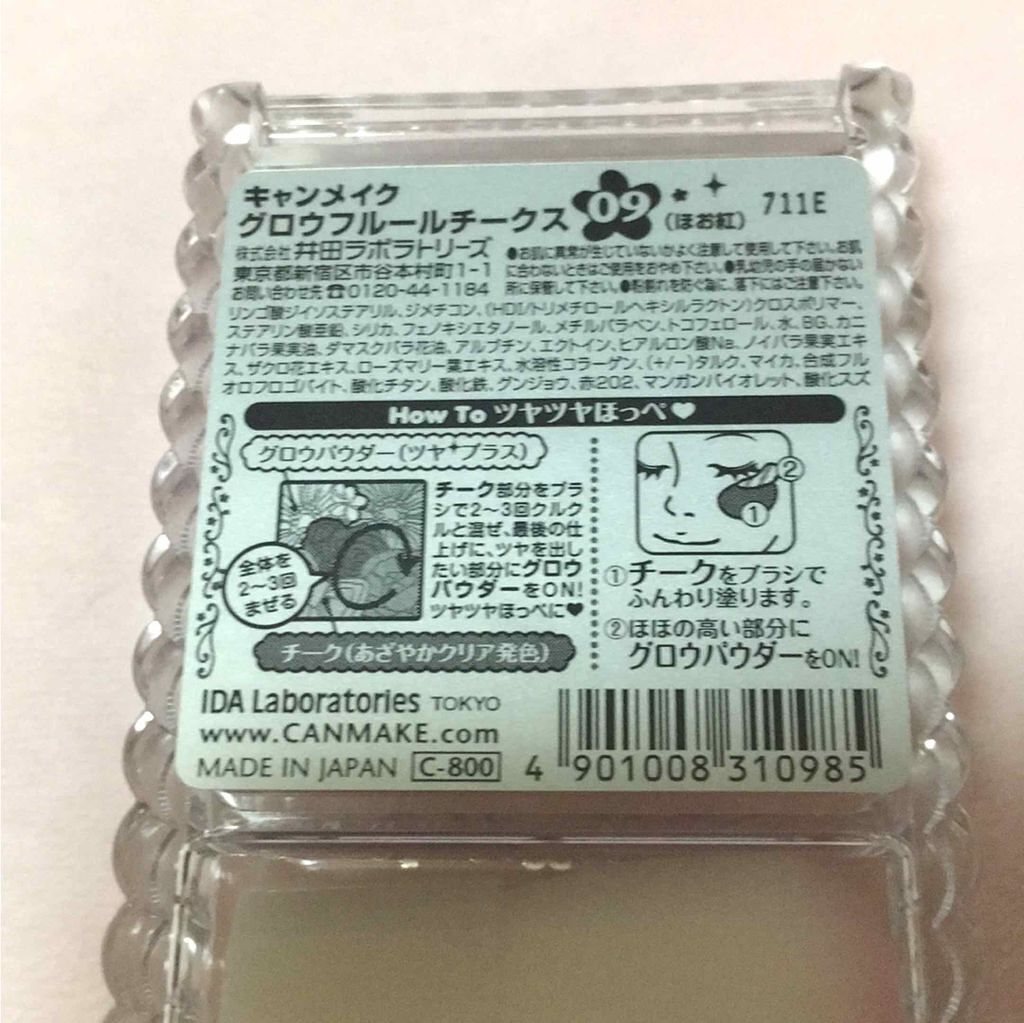 キャンメイク
グロウフルールチークス 09 (ほお紅) 711E
株式会社 井田ラボラトリーズ
東京都新宿区市谷本村町1-1
お問い合わせ先☎0120-44-1184
●お肌に異常が生じていないかよく注意して使用して下さい。お肌
に合わないときはご使用をおやめ下さい。●乳幼児の手の届かない
所に保管して下さい。●粉割れを防ぐ為に、落下にはご注意下さい。
リンゴ酸ジイソステアリル、ジメチコン、(HDI/トリメチロールヘキシルラクトン)クロスポリマー、
ステアリン酸亜鉛、シリカ、フェノキシエタノール、メチルパラベン、トコフェロール、水、BG、カニ
ナバラ果実油、ダマスクバラ花油、アルブチン、エクトイン、ヒアルロン酸Na、ノイバラ果実エキ
ス、ザクロ花エキス、ローズマリー葉エキス、水溶性コラーゲン、(+/-)タルク、マイカ、合成フル
オロフロゴパイト、酸化チタン、酸化鉄、グンジョウ、赤202、マンガンバイオレット、酸化スズ
How To ツヤツヤほっぺ♥
グロウパウダー(ツヤ+プラス)
チーク部分をブラ
シで2~3回クルク
ルと混ぜ、最後の仕
上げに、ツヤを出し
たい部分にグロウ
パウダーをON!
ツヤツヤほっぺに♥
全体を
2~3回
まぜる
チーク(あざやかクリア発色)
②
①
①チークをブラシで
ふんわり塗ります。
②ほほの高い部分に
グロウパウダーをON!
IDA Laboratories TOKYO
www.CANMAKE.com
MADE IN JAPAN C-800
4 901008 310985